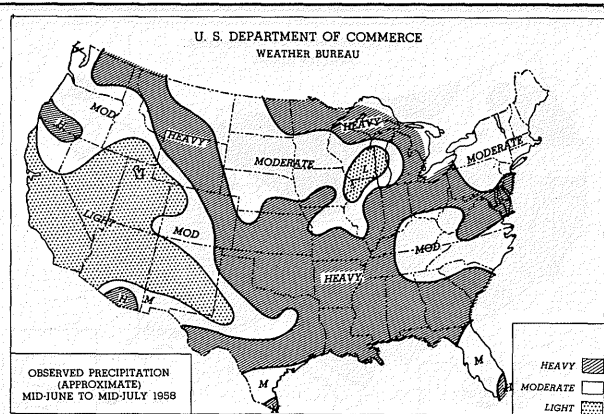 U. S. DEPARTMENT OF COMMERCE
WEATHER BUREAU
MOD
H
HEAVY
MODERATE
HEAVY
MODERATE
LIGHT
MOD
MOD
HEAVY
H
M
M
H
M
H
OBSERVED PRECIPITATION
(APPROXIMATE)
MID-JUNE TO MID-JULY 1958
HEAVY
MODERATE
LIGHT